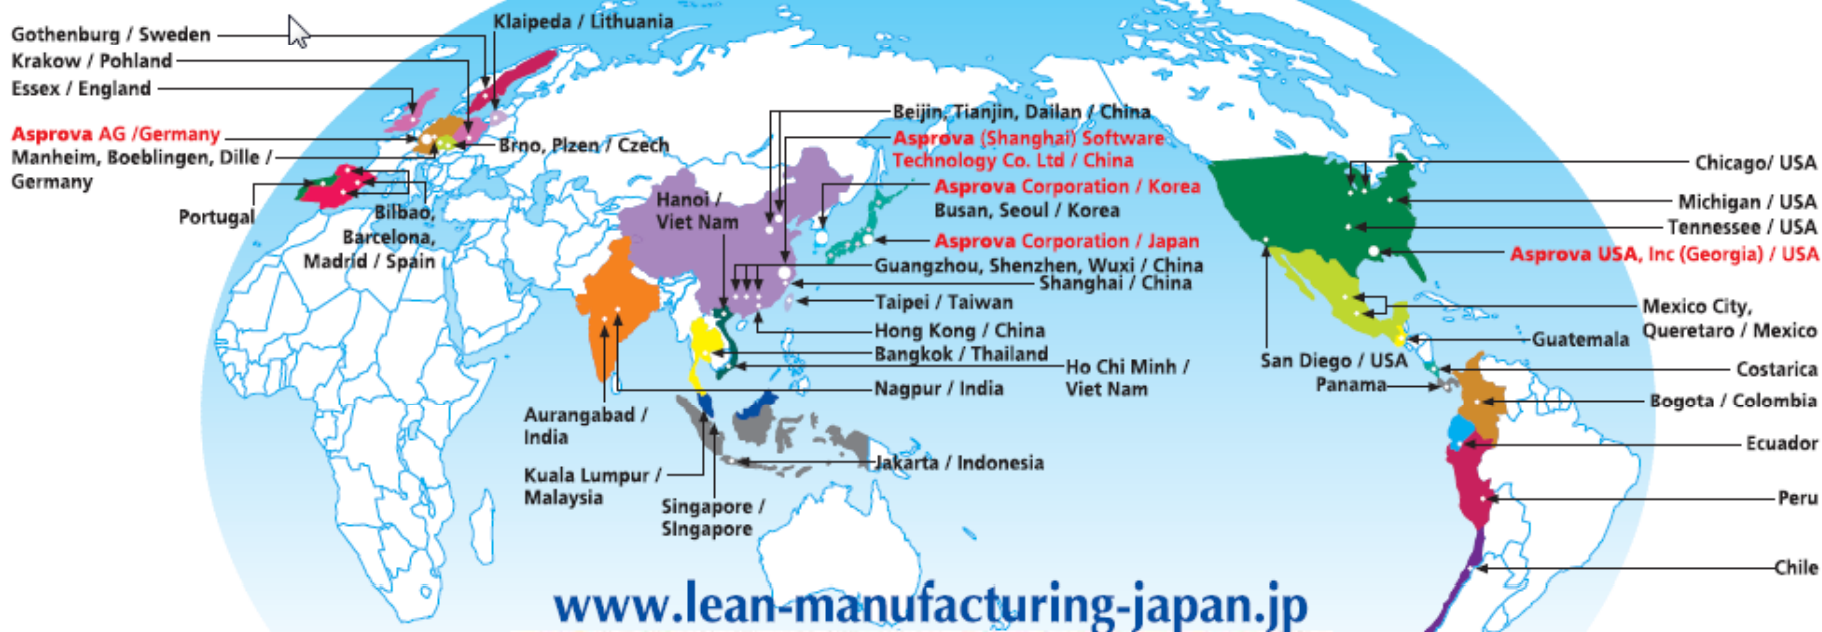 Gothenburg / Sweden
Krakow / Pohland
Essex / England
Asprova AG /Germany
Manheim, Boeblingen, Dille /
Germany
Portugal
Bilbao,
Barcelona,
Madrid / Spain
Klaipeda / Lithuania
Brno, Plzen / Czech
Hanoi /
Viet Nam
Beijin, Tianjin, Dailan / China
Asprova (Shanghai) Software
Technology Co. Ltd / China
Asprova Corporation / Korea
Busan, Seoul / Korea
Asprova Corporation / Japan
Guangzhou, Shenzhen, Wuxi / China
Shanghai / China
Taipei / Taiwan
Hong Kong / China
Bangkok / Thailand
Ho Chi Minh /
Viet Nam
Nagpur / India
Aurangabad /
India
Kuala Lumpur /
Malaysia
Singapore /
SIngapore
Jakarta / Indonesia
Chicago/ USA
Michigan / USA
Tennessee / USA
Asprova USA, Inc (Georgia) / USA
Mexico City,
Queretaro / Mexico
Guatemala
San Diego / USA
Panama
Costarica
Bogota / Colombia
Ecuador
Peru
Chile
www.lean-manufacturing-japan.jp